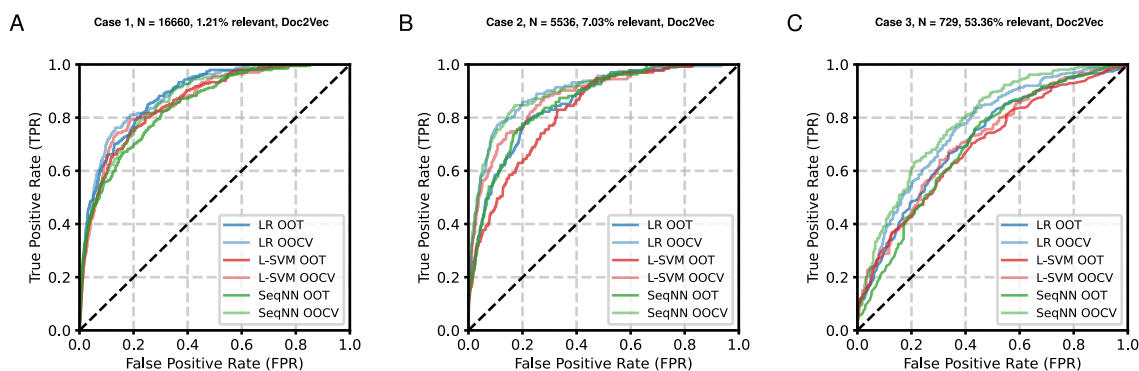 A
Case 1, N = 16660, 1.21% relevant, Doc2Vec
True Positive Rate (TPR)
1.0
0.8
0.6
0.4
0.2
0.0
LR OOT
LR OOCV
L-SVM OOT
L-SVM OOCV
SeqNN OOT
SeqNN OOCV
0.0 0.2 0.4 0.6 0.8 1.0
False Positive Rate (FPR)
B
Case 2, N = 5536, 7.03% relevant, Doc2Vec
True Positive Rate (TPR)
1.0
0.8
0.6
0.4
0.2
0.0
LR OOT
LR OOCV
L-SVM OOT
L-SVM OOCV
SeqNN OOT
SeqNN OOCV
0.0 0.2 0.4 0.6 0.8 1.0
False Positive Rate (FPR)
C
Case 3, N = 729, 53.36% relevant, Doc2Vec
True Positive Rate (TPR)
1.0
0.8
0.6
0.4
0.2
0.0
LR OOT
LR OOCV
L-SVM OOT
L-SVM OOCV
SeqNN OOT
SeqNN OOCV
0.0 0.2 0.4 0.6 0.8 1.0
False Positive Rate (FPR)